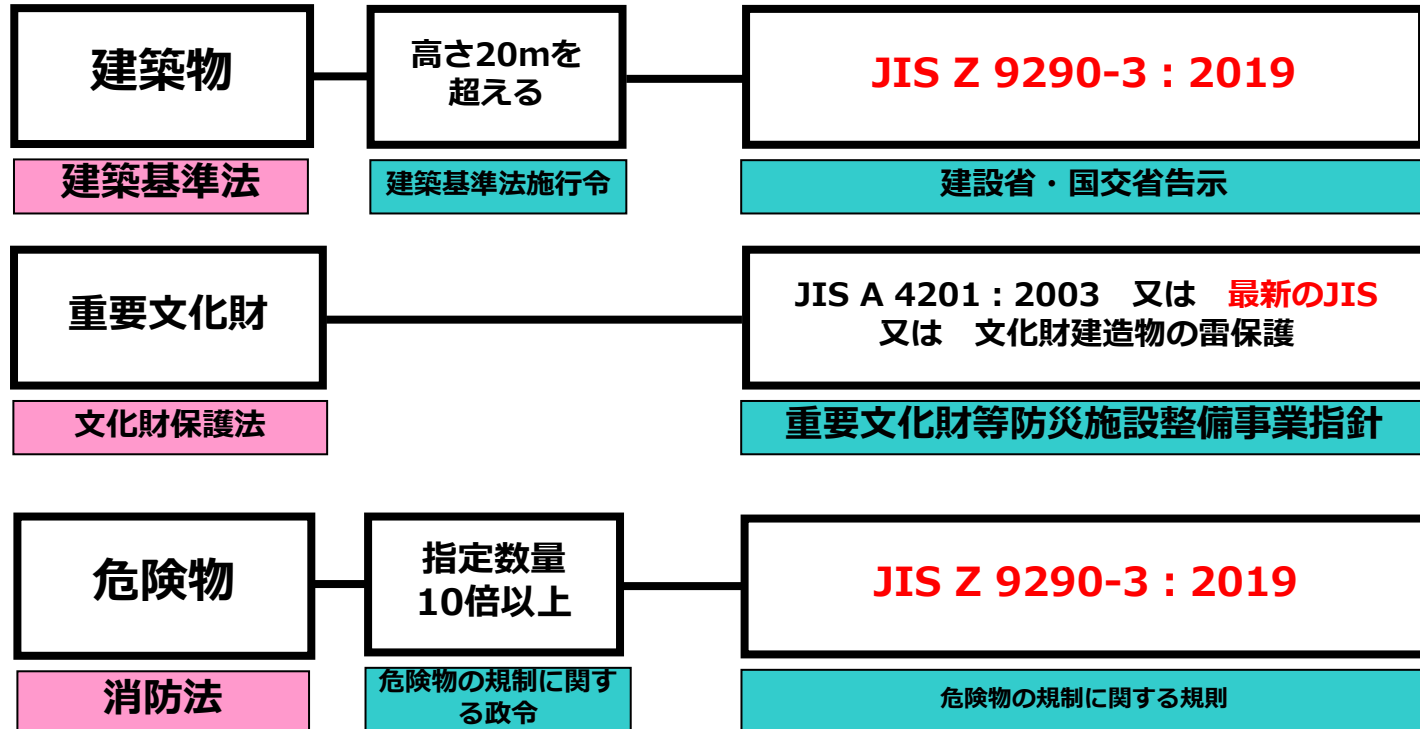 建築物
高さ20mを
超える
JIS Z 9290-3：2019
建築基準法
建築基準法施行令
建設省・国交省告示
重要文化財
JIS A 4201：2003　又は　最新のJIS
又は　文化財建造物の雷保護
文化財保護法
重要文化財等防災施設整備事業指針
危険物
指定数量
10倍以上
JIS Z 9290-3：2019
消防法
危険物の規制に関す
る政令
危険物の規制に関する規則